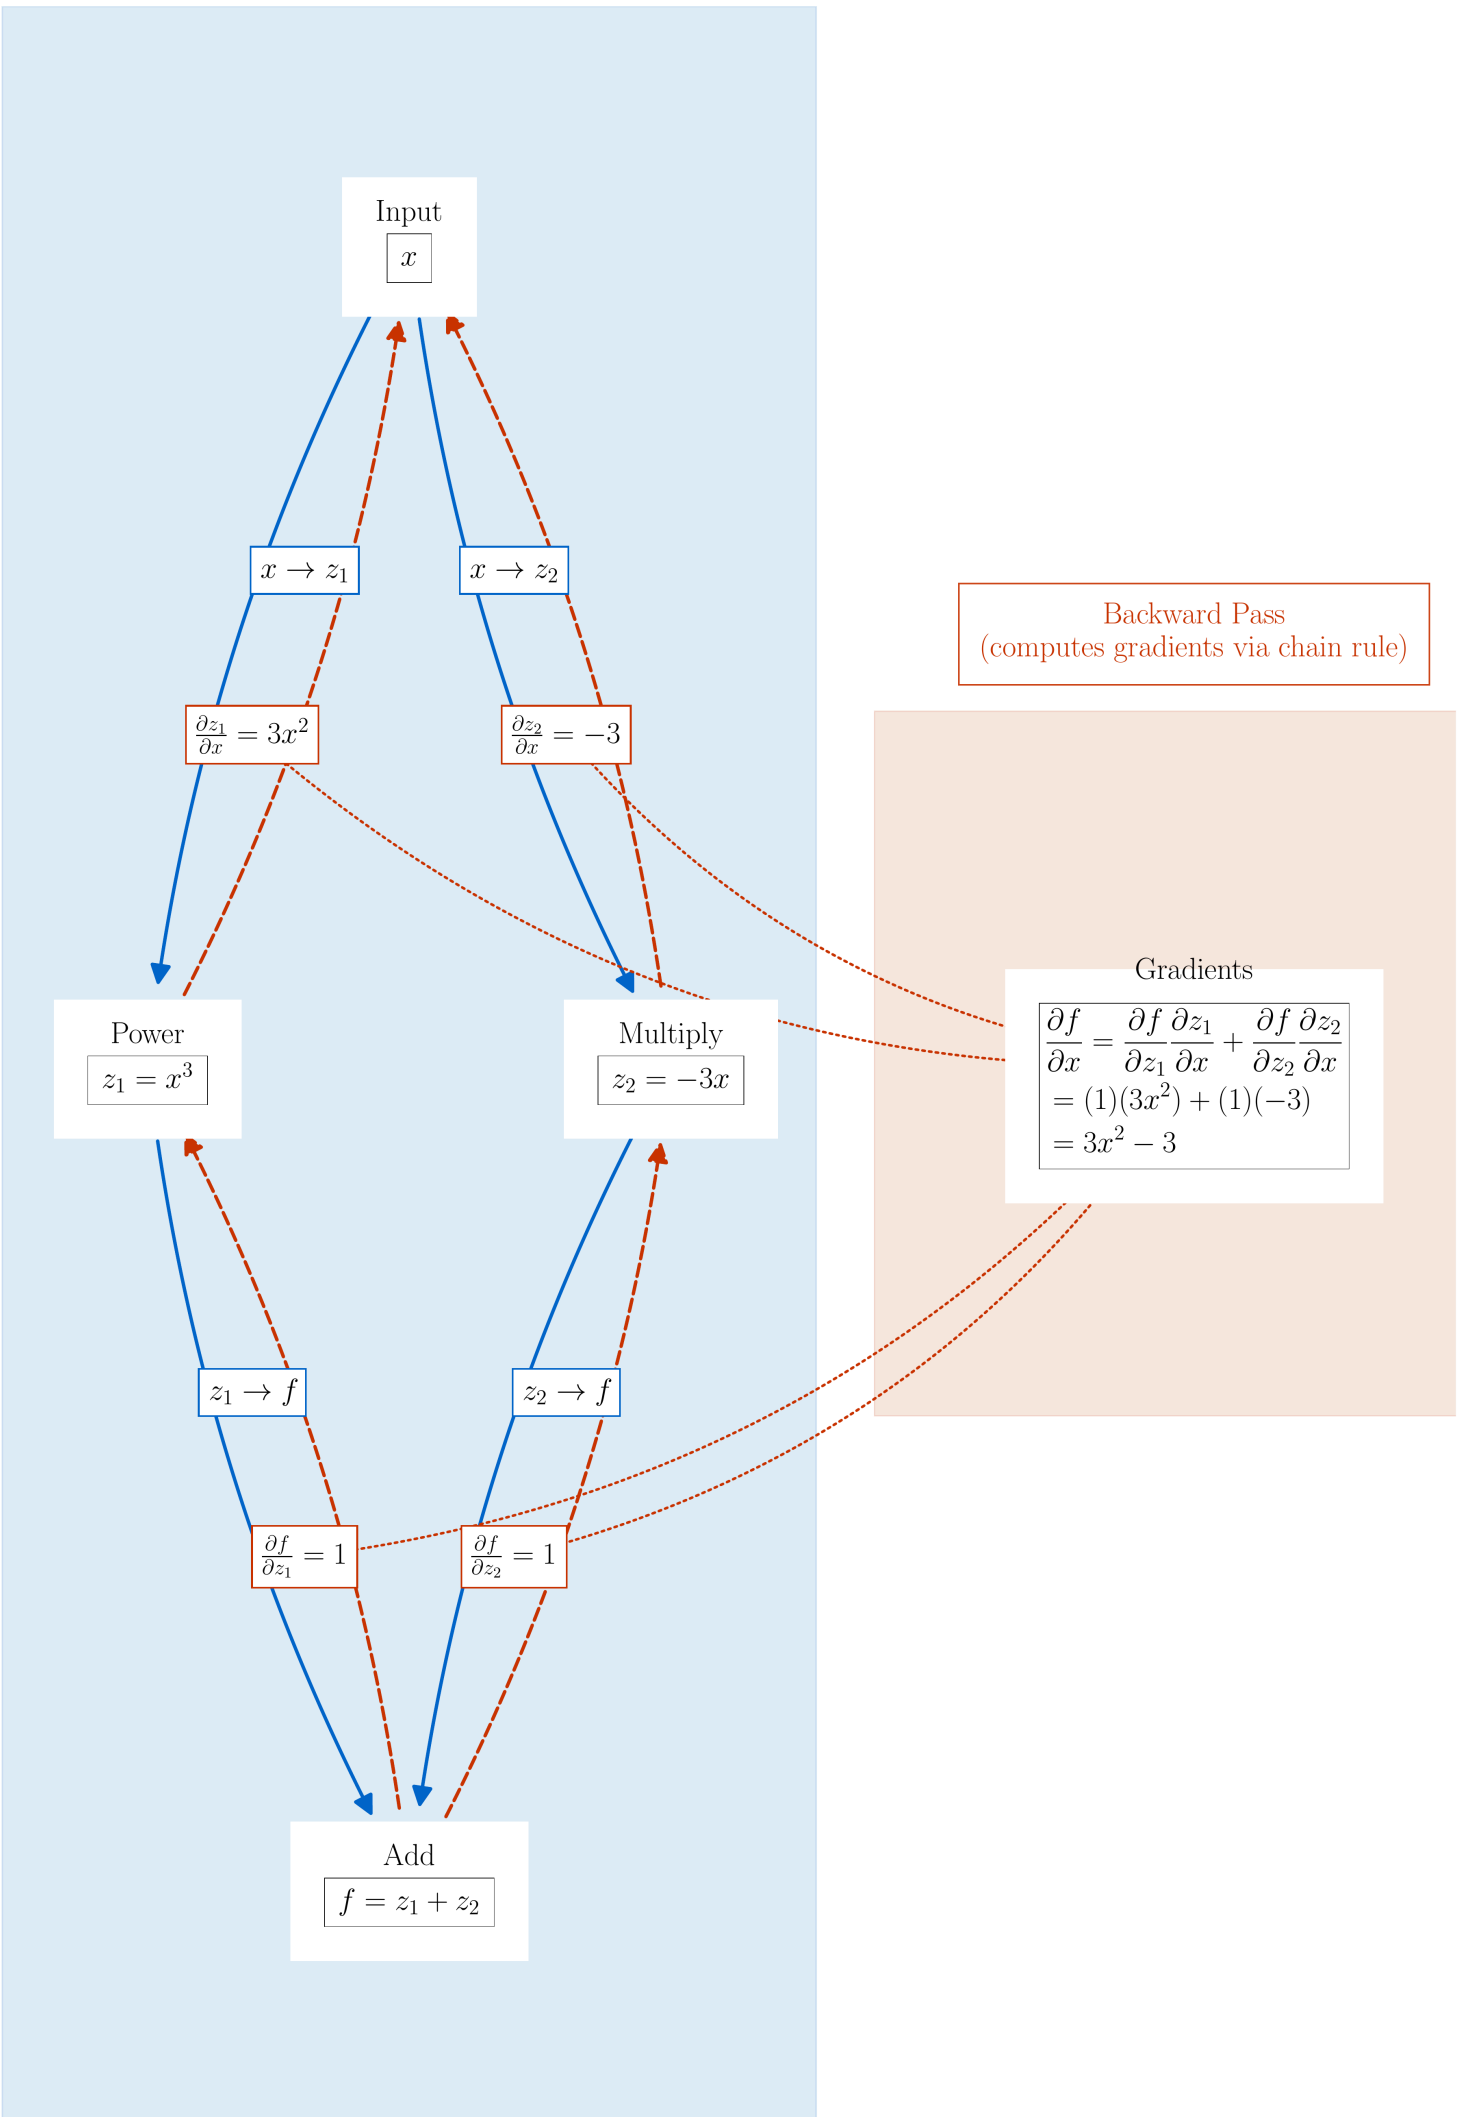 Input
x
x → z₁
x → z₂
Backward Pass
(computes gradients via chain rule)
∂z₁/∂x = 3x²
∂z₂/∂x = −3
Power
z₁ = x³
Multiply
z₂ = −3x
Gradients
∂f/∂x = ∂f/∂z₁ ∂z₁/∂x + ∂f/∂z₂ ∂z₂/∂x
= (1)(3x²) + (1)(−3)
= 3x² − 3
z₁ → f
z₂ → f
∂f/∂z₁ = 1
∂f/∂z₂ = 1
Add
f = z₁ + z₂